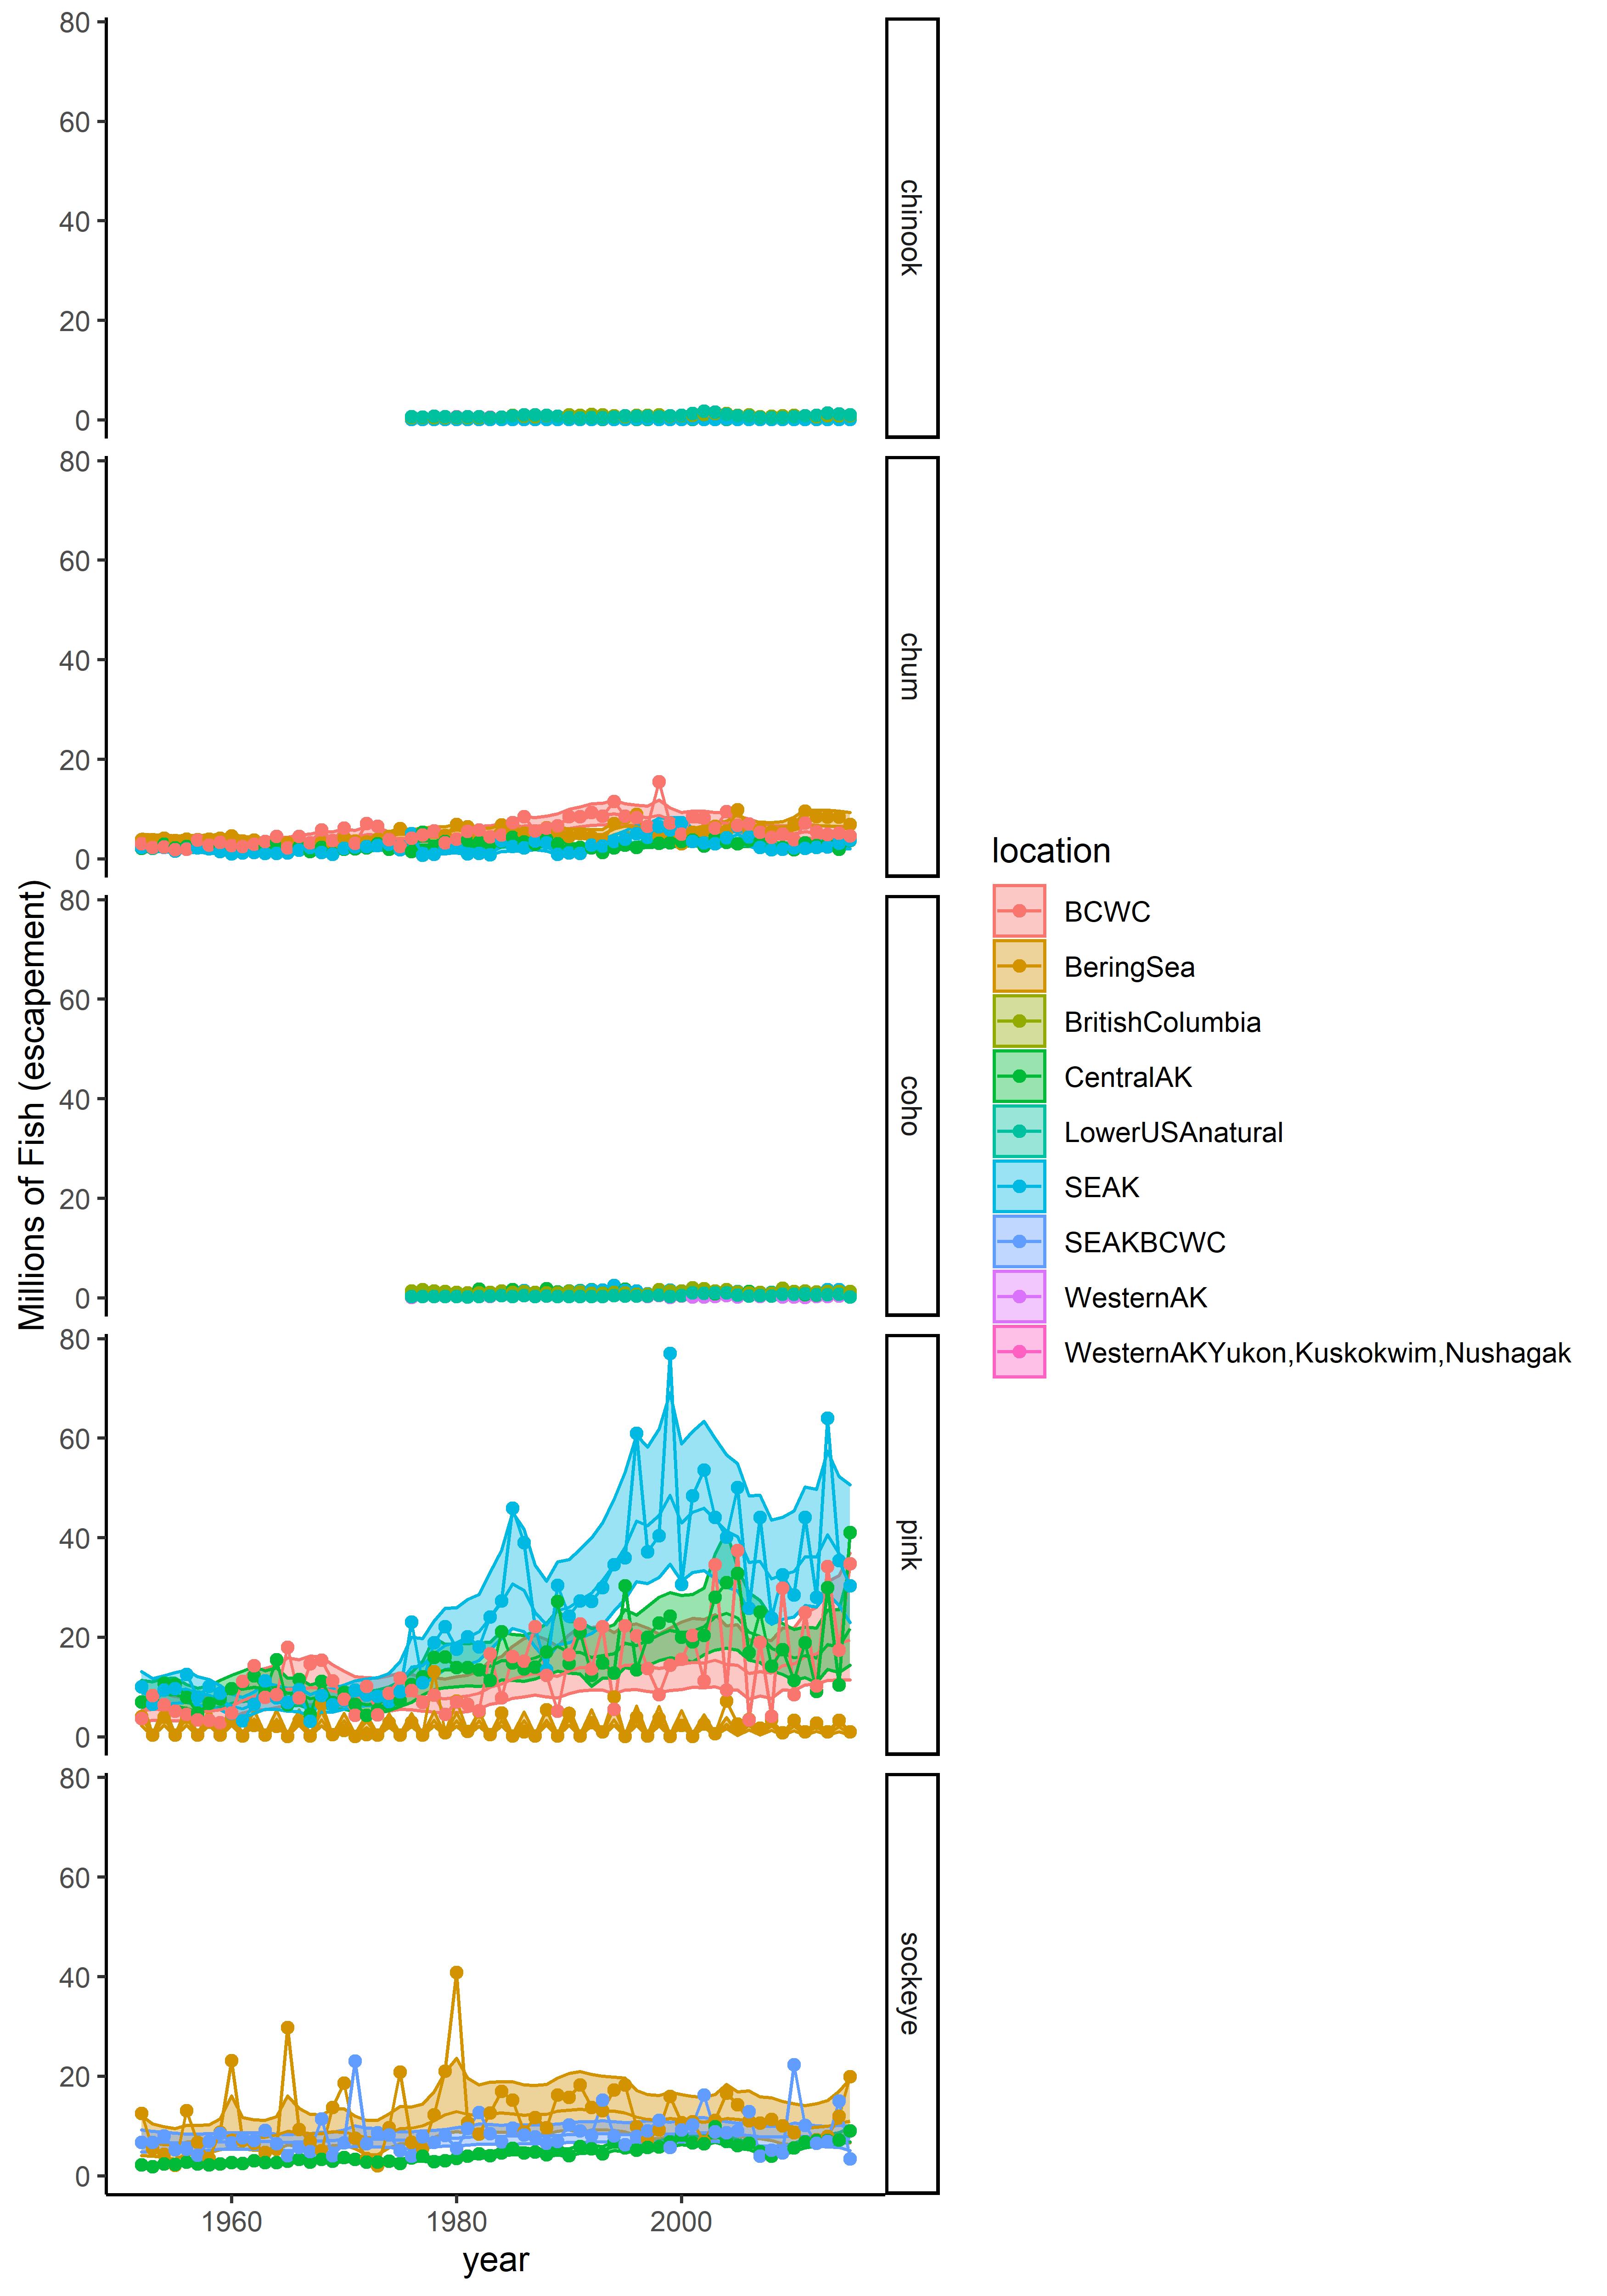 80
60
40
20
0
chinook
80
60
40
20
0
chum
80
60
40
20
0
coho
80
60
40
20
0
pink
80
60
40
20
0
sockeye
1960 1980 2000
year
Millions of Fish (escapement)
location
BCWC
BeringSea
BritishColumbia
CentralAK
LowerUSAnatural
SEAK
SEAKBCWC
WesternAK
WesternAKYukon,Kuskokwim,Nushagak